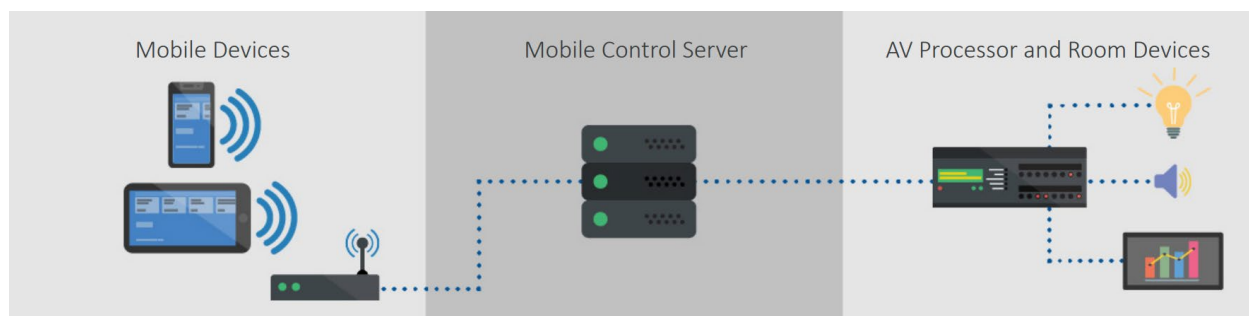 Mobile Devices
Mobile Control Server
AV Processor and Room Devices